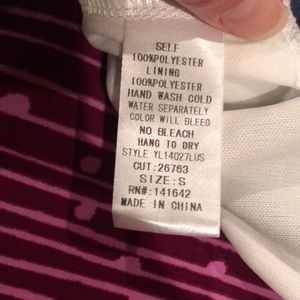 SELF
100%POLYESTER
LINING
100%POLYESTER
HAND WASH COLD
WATER SEPARATELY
COLOR WILL BLEED
NO BLEACH
HANG TO DRY
STYLE YL14027LUS
CUT:26763
SIZE:S
RN#:141642
MADE IN CHINA